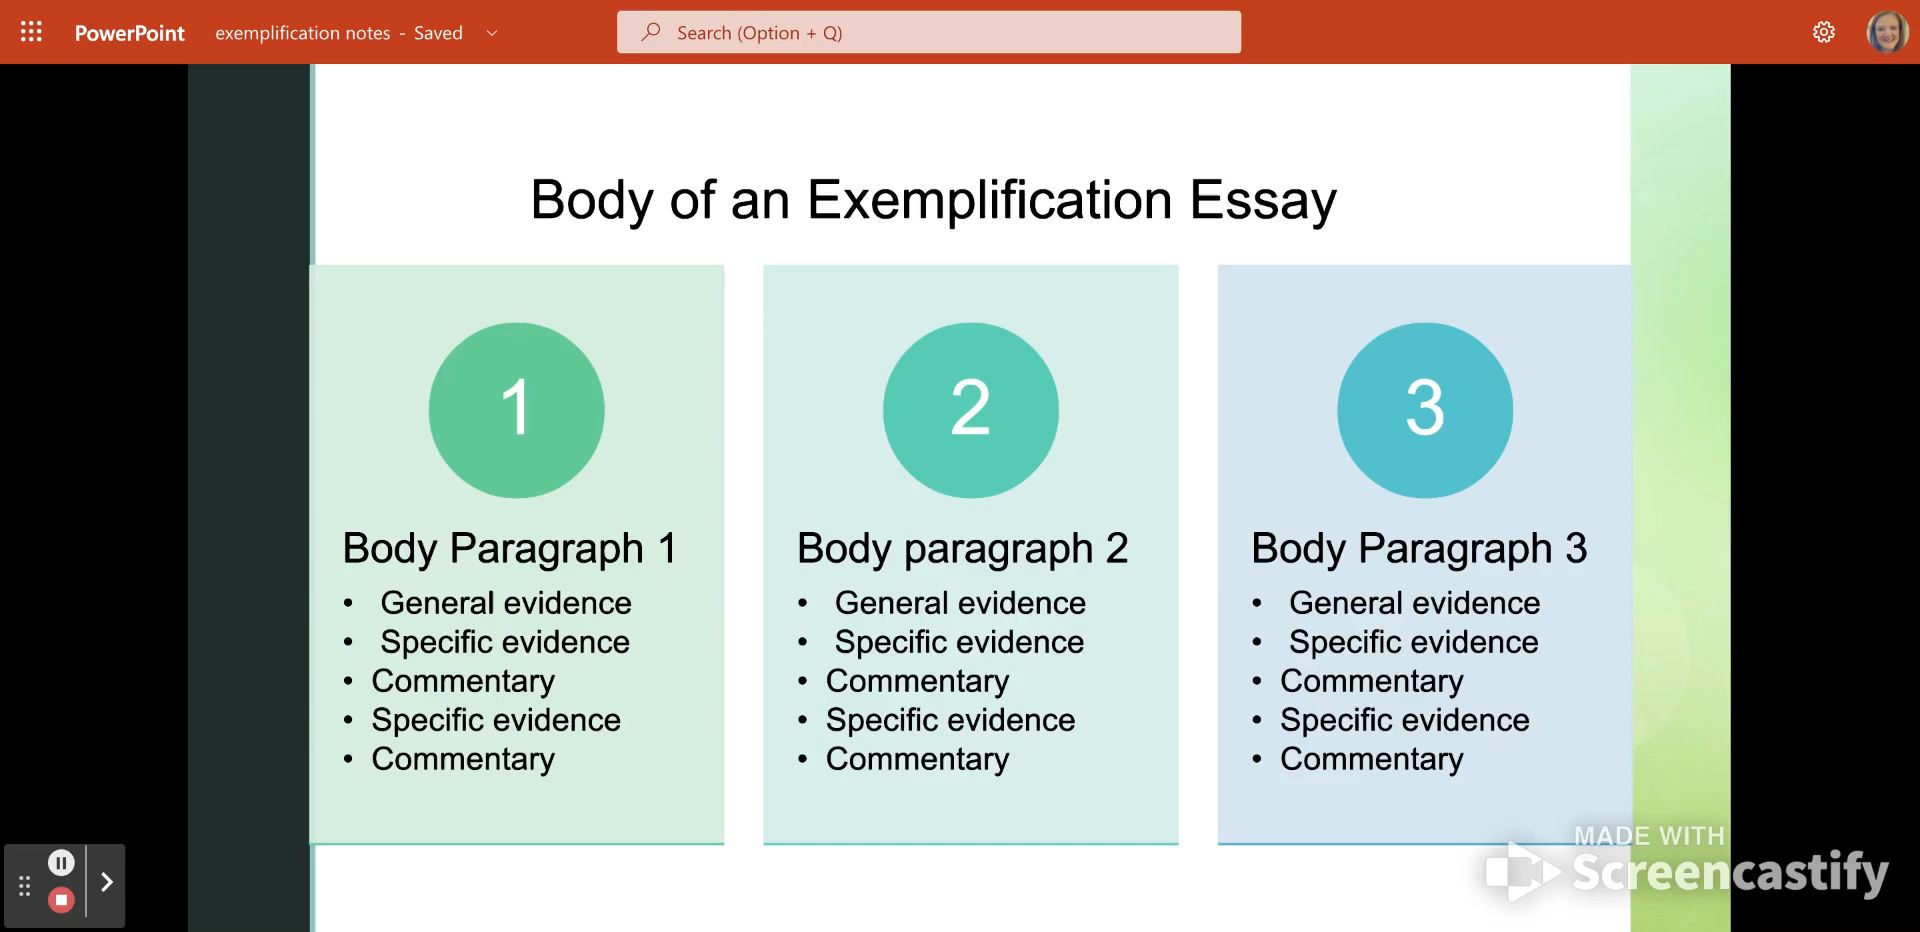 PowerPoint exemplification notes - Saved Search (Option + Q)
Body of an Exemplification Essay
1
Body Paragraph 1
• General evidence
• Specific evidence
• Commentary
• Specific evidence
• Commentary
2
Body paragraph 2
• General evidence
• Specific evidence
• Commentary
• Specific evidence
• Commentary
3
Body Paragraph 3
• General evidence
• Specific evidence
• Commentary
• Specific evidence
• Commentary
MADE WITH
Screencastify